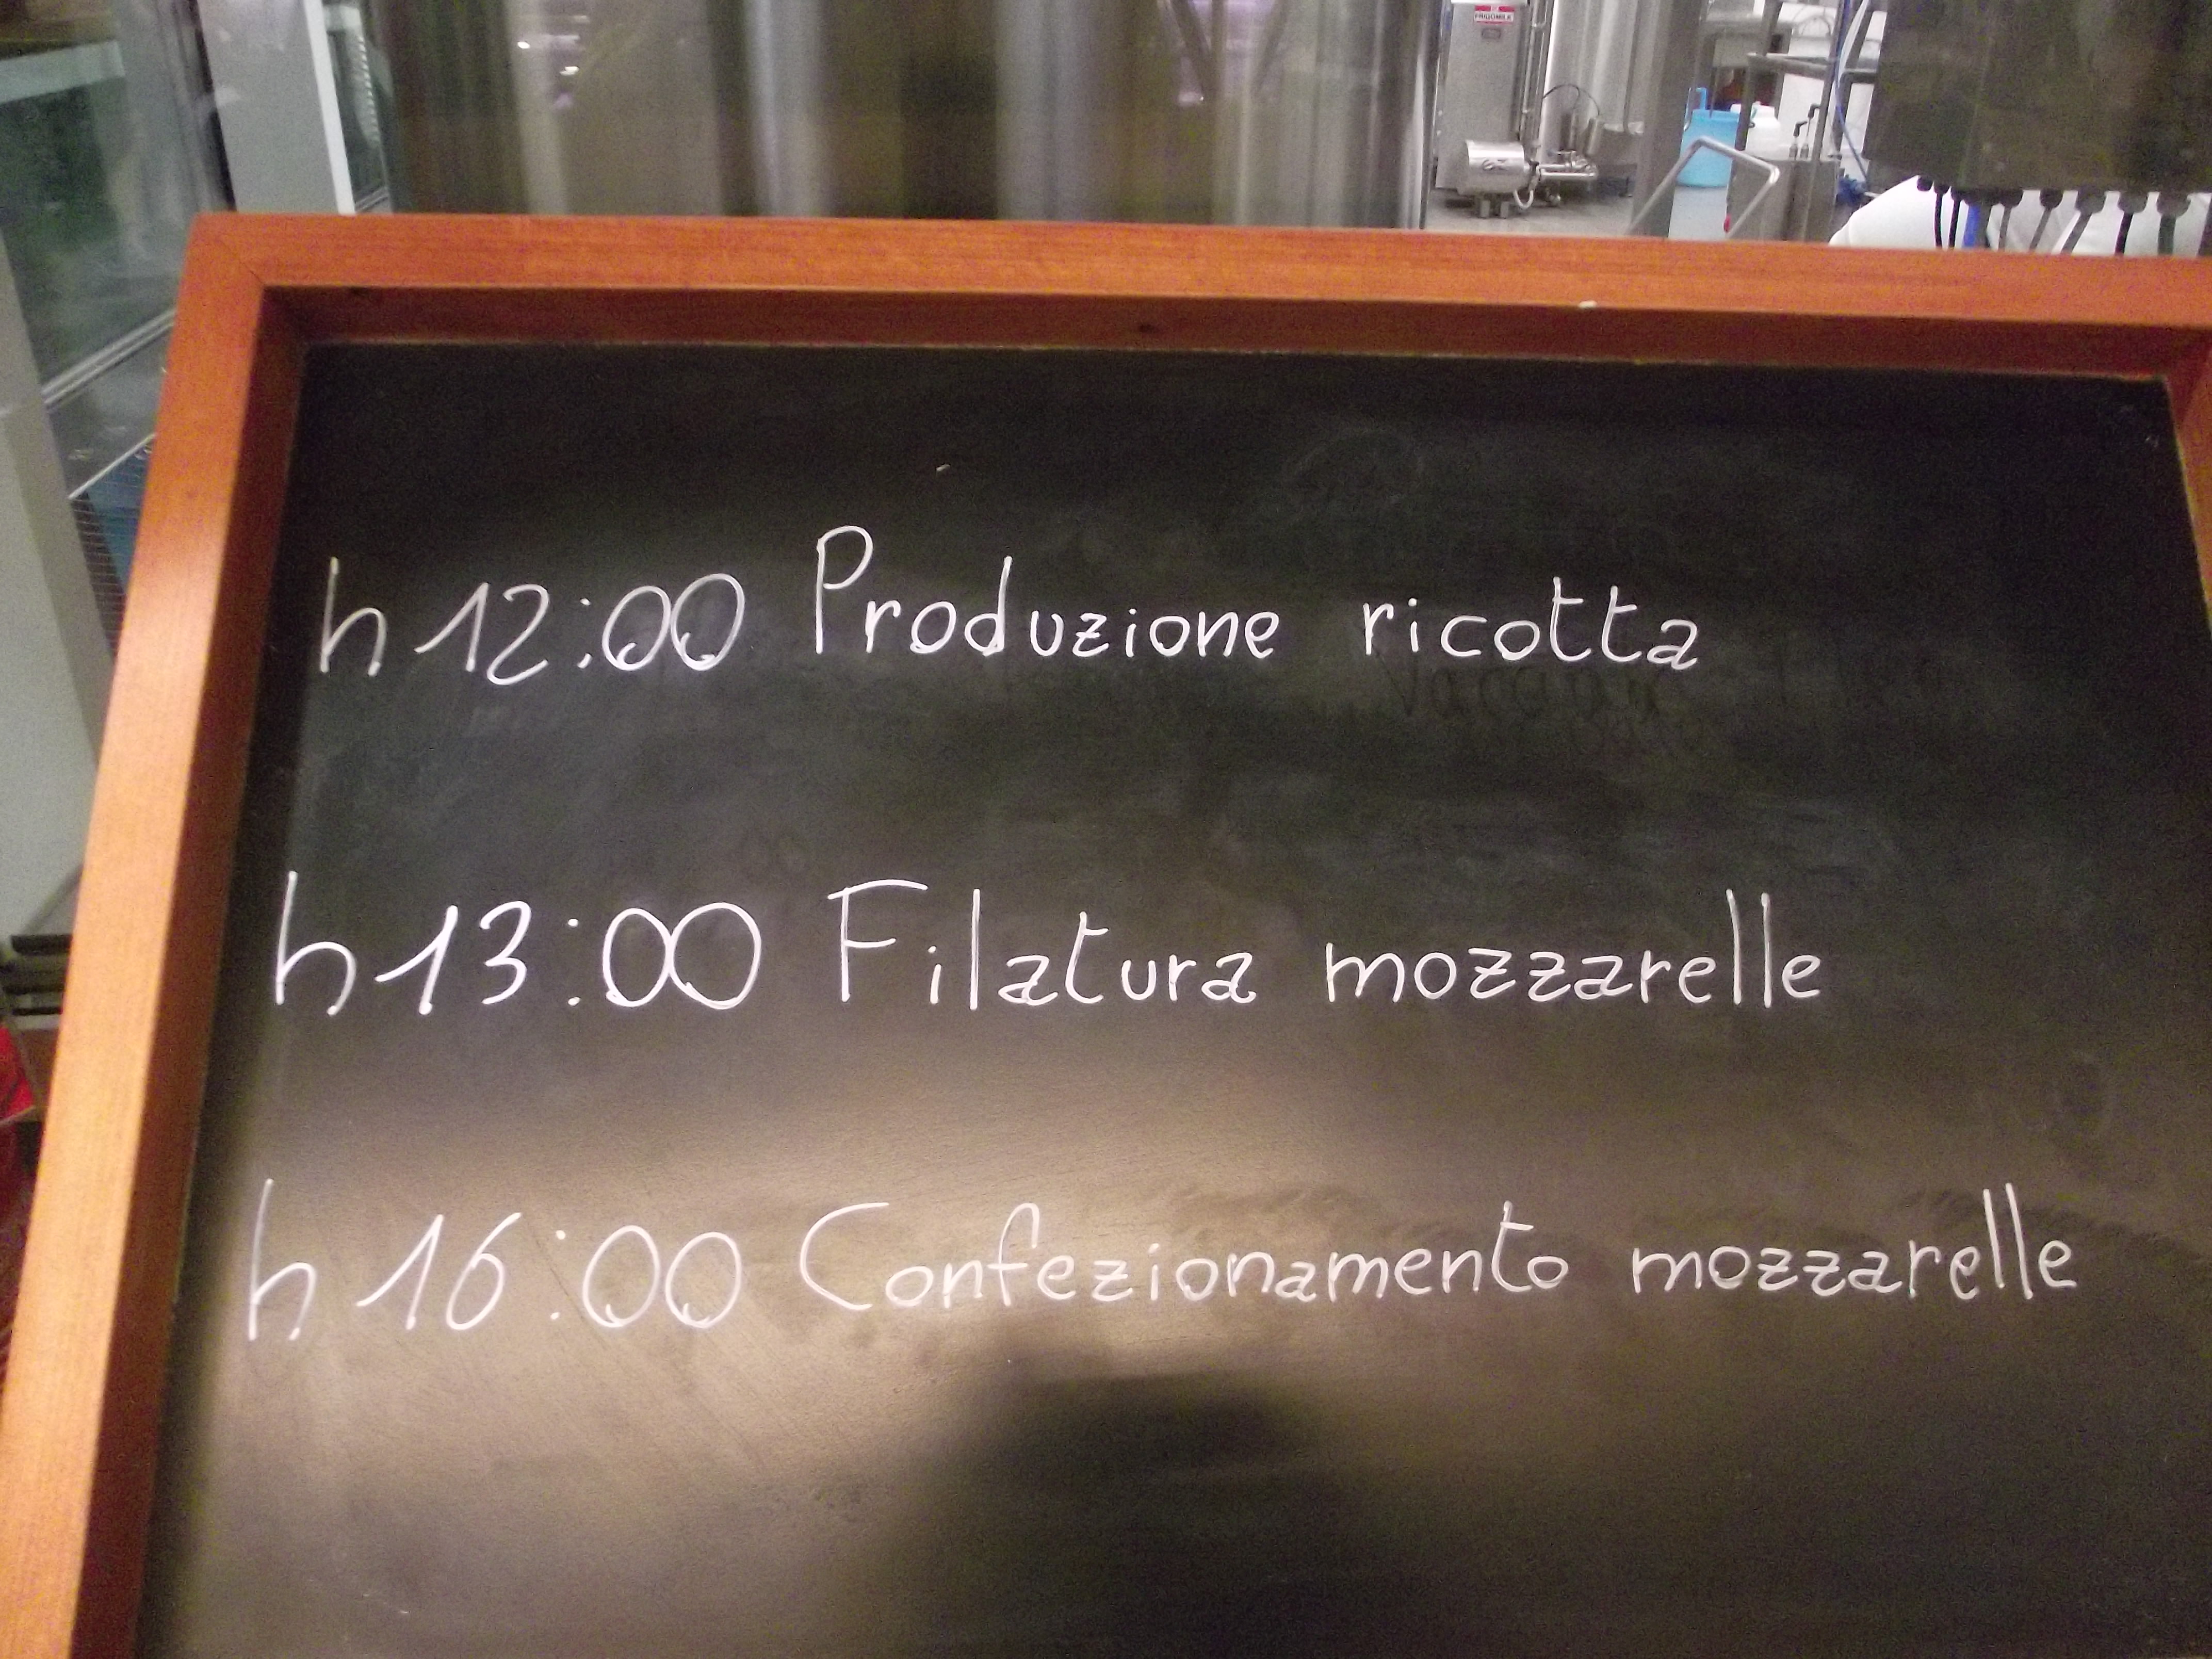 h 12:00 Produzione ricotta
h 13:00 Filatura mozzarelle
h 16:00 Confezionamento mozzarelle